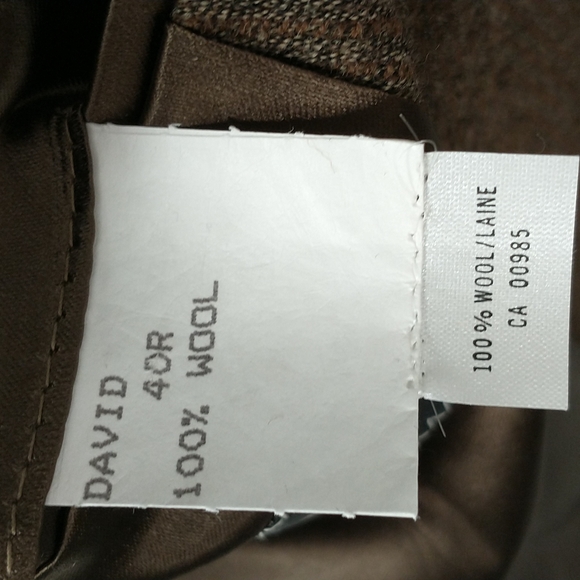 DAVID
40R
100% WOOL
100% WOOL/LAINE
CA 00985